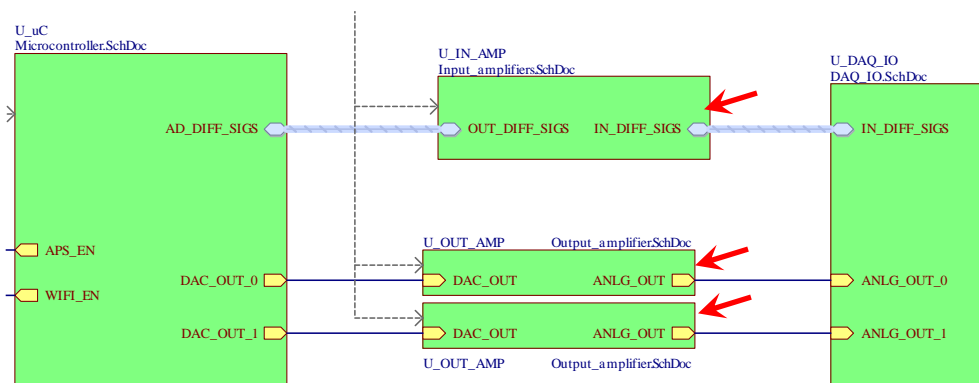 U_uC
Microcontroller.SchDoc
AD_DIFF_SIGS
APS_EN
DAC_OUT_0
WIFI_EN
DAC_OUT_1
U_IN_AMP
Input_amplifiers.SchDoc
OUT_DIFF_SIGS IN_DIFF_SIGS
U_OUT_AMP Output_amplifier.SchDoc
DAC_OUT ANLG_OUT
DAC_OUT ANLG_OUT
U_OUT_AMP Output_amplifier.SchDoc
U_DAQ_IO
DAQ_IO.SchDoc
IN_DIFF_SIGS
ANLG_OUT_0
ANLG_OUT_1